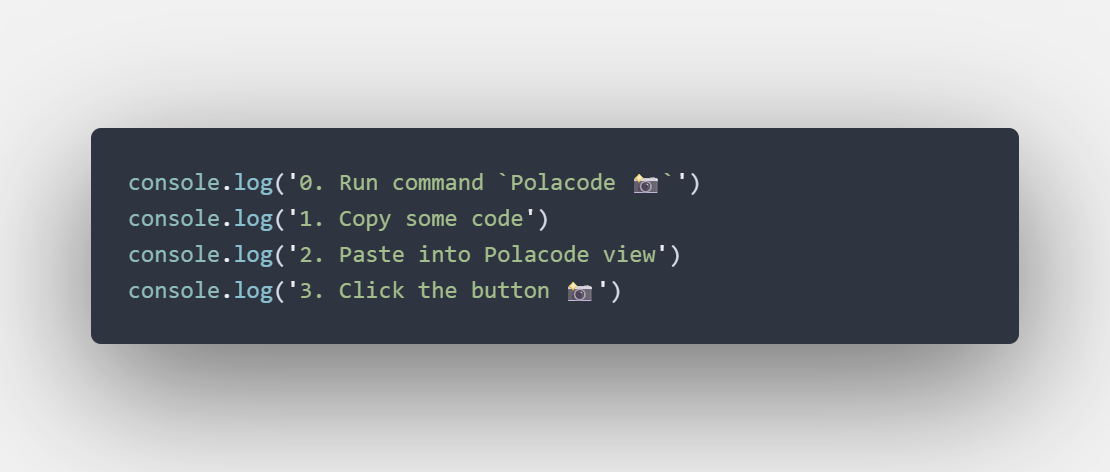 console.log('0. Run command `Polacode 📸`')
console.log('1. Copy some code')
console.log('2. Paste into Polacode view')
console.log('3. Click the button 📸')